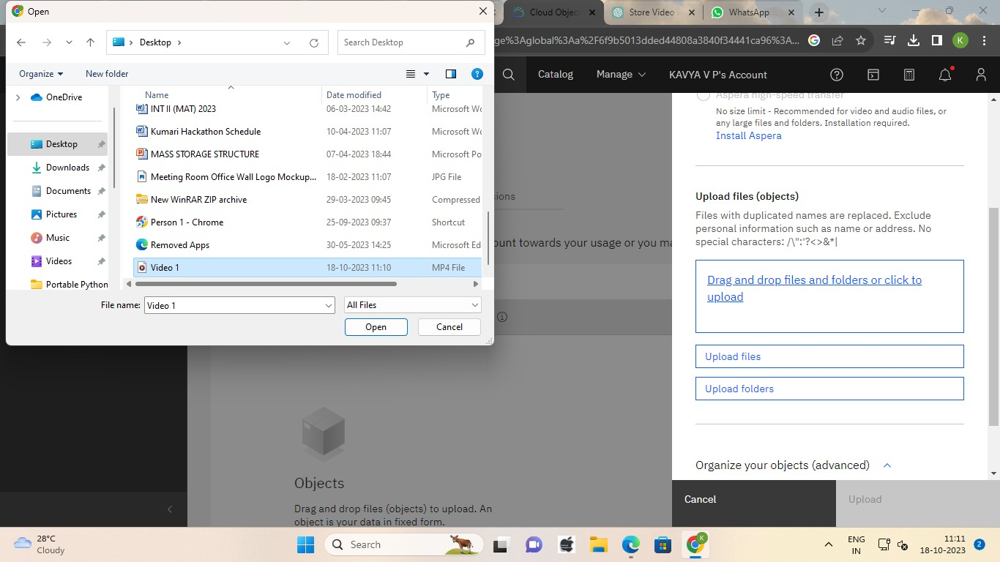 Open
Cloud Objec
Store Video
WhatsApp
Desktop
Search Desktop
ge%3Aglobal%3Aa%2F6f9b5013dded44808a3840f34441ca96%3A...
K
Organize
New folder
Catalog
Manage
KAVYA V P's Account
OneDrive
Desktop
Downloads
Documents
Pictures
Music
Videos
Portable Python
Name
Date modified
Type
INT II (MAT) 2023
06-03-2023 14:42
Microsoft Wo
Kumari Hackathon Schedule
10-04-2023 11:07
Microsoft Wo
MASS STORAGE STRUCTURE
07-04-2023 18:44
Microsoft Po
Meeting Room Office Wall Logo Mockup...
18-02-2023 11:07
JPG File
New WinRAR ZIP archive
29-03-2023 09:45
Compressed
Person 1 - Chrome
25-09-2023 09:37
Shortcut
Removed Apps
30-05-2023 14:25
Microsoft Ed
Video 1
18-10-2023 11:10
MP4 File
File name:
Video 1
All Files
Open
Cancel
sions
ount towards your usage or you ma
Objects
Drag and drop files (objects) to upload. An
object is your data in fixed form.
Aspera high-speed transfer
No size limit - Recommended for video and audio files, or
any large files and folders. Installation required.
Install Aspera
Upload files (objects)
Files with duplicated names are replaced. Exclude
personal information such as name or address. No
special characters: /\":'?<>&*|
Drag and drop files and folders or click to
upload
Upload files
Upload folders
Organize your objects (advanced)
Cancel
Upload
28°C
Cloudy
Search
K
ENG
IN
11:11
18-10-2023
2